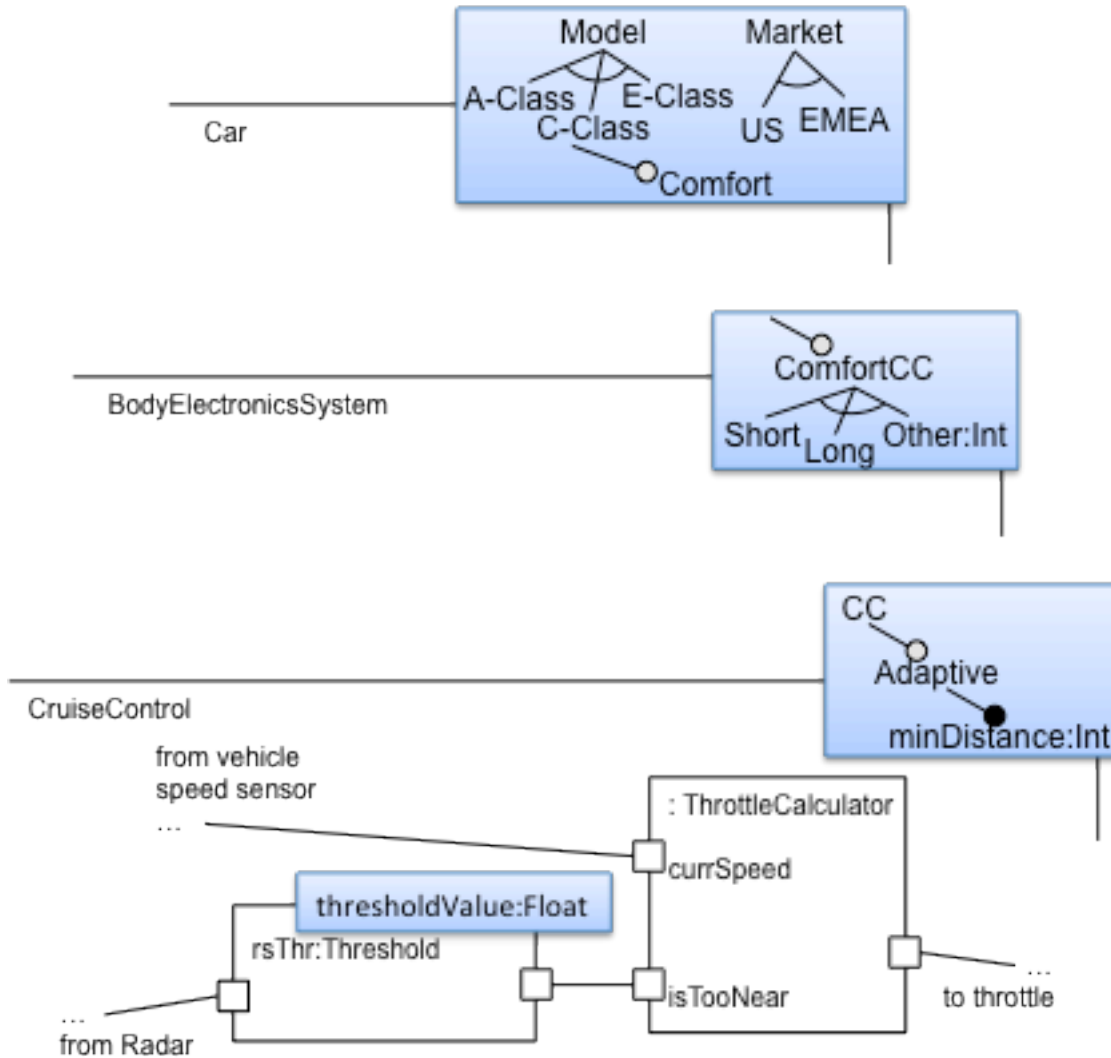 Model Market
A-Class E-Class
C-Class US EMEA
Car
Comfort
ComfortCC
BodyElectronicsSystem
Short Long Other:Int
CC
Adaptive
CruiseControl
minDistance:Int
from vehicle
speed sensor
...
: ThrottleCalculator
currSpeed
thresholdValue:Float
rsThr:Threshold
isTooNear
...
to throttle
...
from Radar